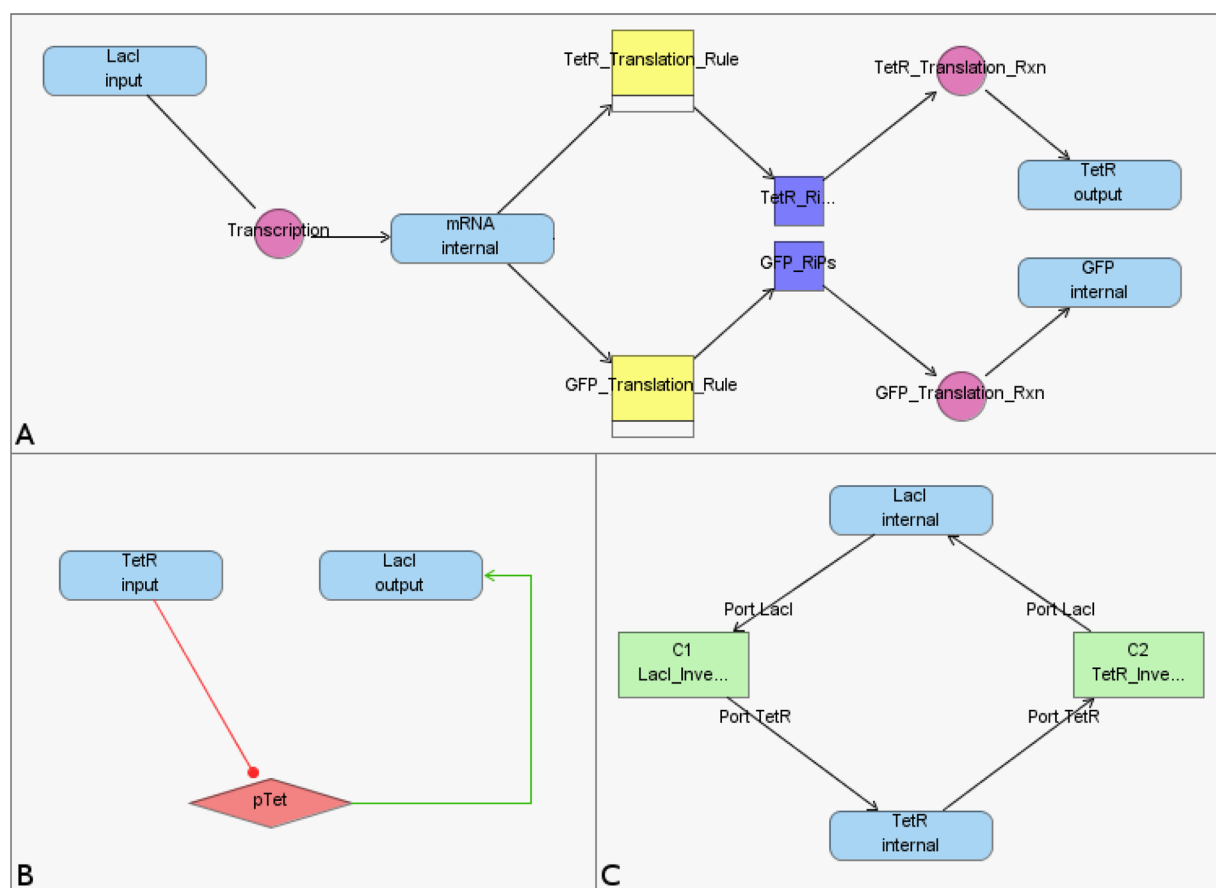 LacI
input
TetR_Translation_Rule
TetR_Translation_Rxn
TetR_Ri...
TetR
output
Transcription
mRNA
internal
GFP_RiPs
GFP
internal
GFP_Translation_Rule
GFP_Translation_Rxn
A
TetR
input
LacI
output
pTet
B
LacI
internal
Port LacI
Port LacI
C1
LacI_Inve...
C2
TetR_Inve...
Port TetR
Port TetR
TetR
internal
C